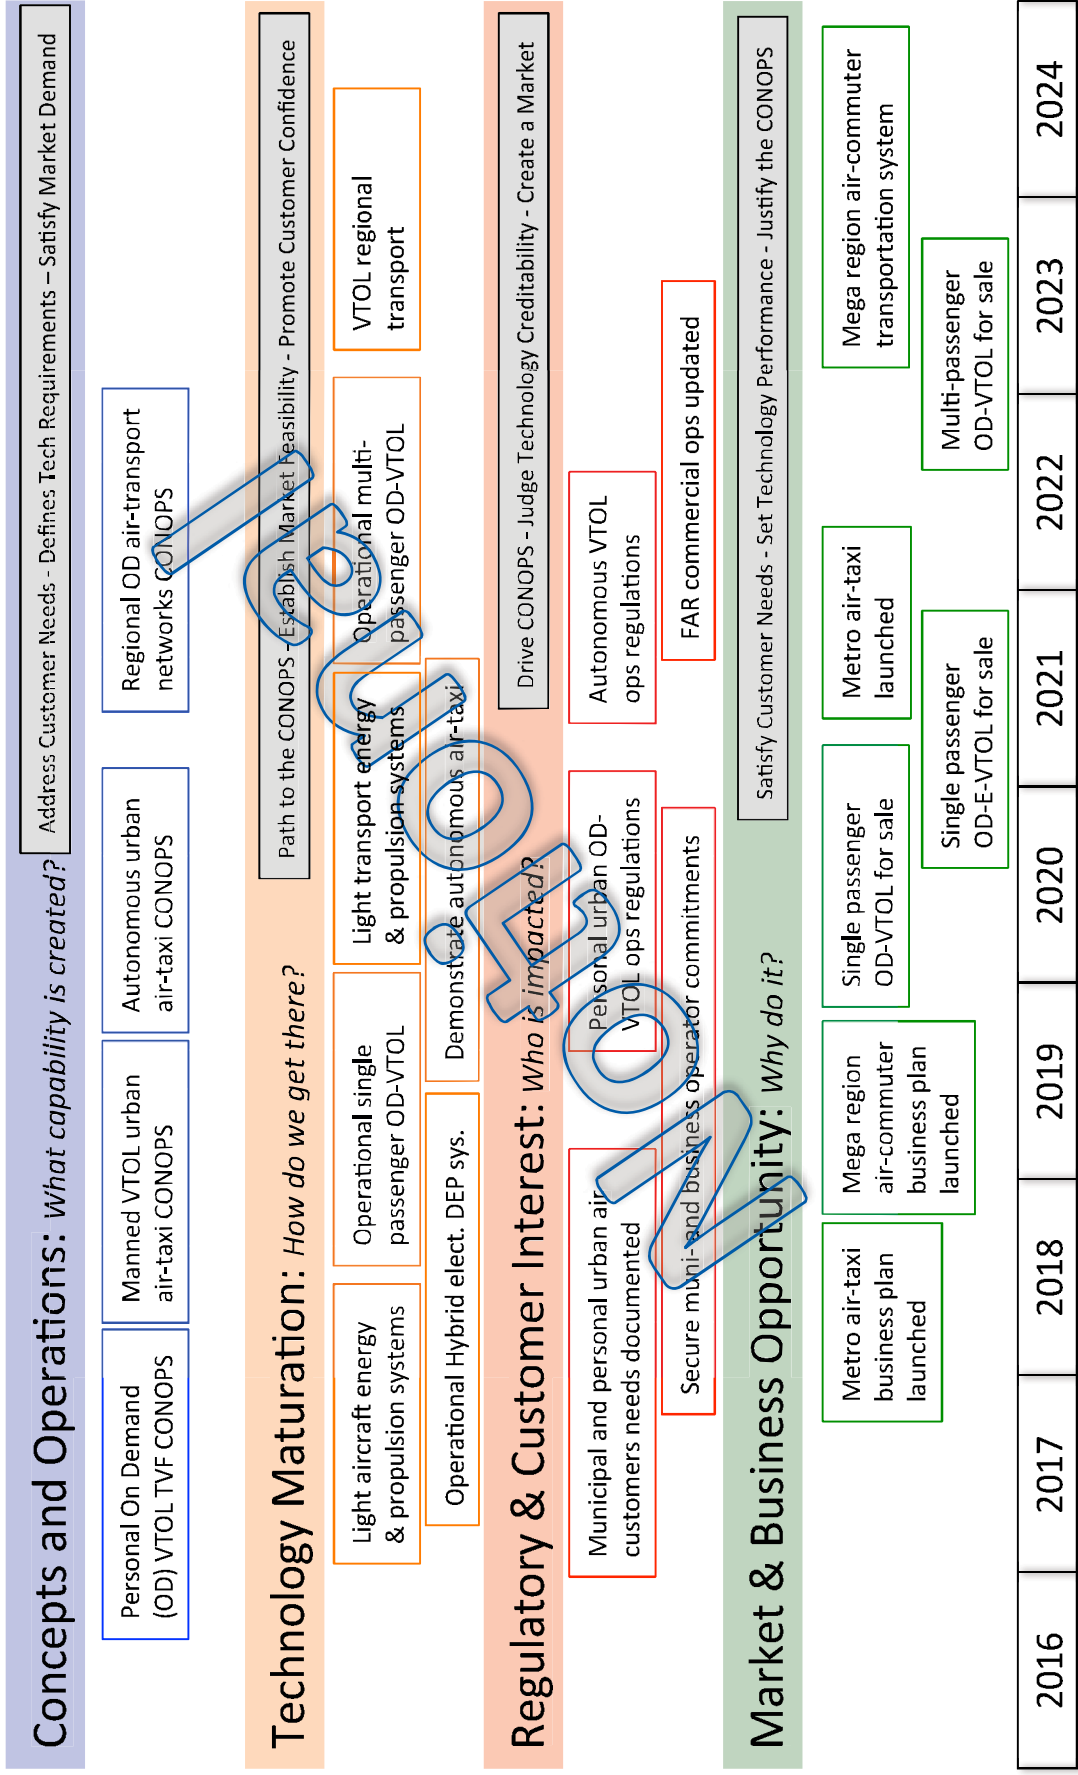 Concepts and Operations: What capability is created?
Address Customer Needs - Defines Tech Requirements – Satisfy Market Demand
Personal On Demand
(OD) VTOL TVF CONOPS
Manned VTOL urban
air-taxi CONOPS
Autonomous urban
air-taxi CONOPS
Regional OD air-transport
networks CONOPS
Technology Maturation: How do we get there?
Path to the CONOPS - Establish Market Feasibility - Promote Customer Confidence
Light aircraft energy
& propulsion systems
Operational single
passenger OD-VTOL
Light transport energy
& propulsion systems
Operational multi-
passenger OD-VTOL
VTOL regional
transport
Operational Hybrid elect. DEP sys.
Demonstrate autonomous air-taxi
Regulatory & Customer Interest: Who is impacted?
Drive CONOPS - Judge Technology Creditability - Create a Market
Municipal and personal urban air
customers needs documented
Personal urban OD-
VTOL ops regulations
Autonomous VTOL
ops regulations
Secure muni- and business operator commitments
FAR commercial ops updated
Market & Business Opportunity: Why do it?
Satisfy Customer Needs - Set Technology Performance - Justify the CONOPS
Metro air-taxi
business plan
launched
Mega region
air-commuter
business plan
launched
Single passenger
OD-VTOL for sale
Metro air-taxi
launched
Mega region air-commuter
transportation system
Single passenger
OD-E-VTOL for sale
Multi-passenger
OD-VTOL for sale
2016
2017
2018
2019
2020
2021
2022
2023
2024
Notional